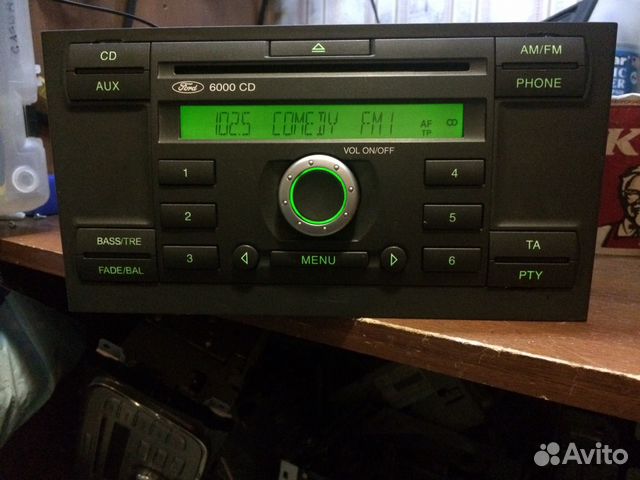 CD
AUX
AM/FM
PHONE
Ford 6000 CD
102.5 COMEDY FM1 AF TP
VOL ON/OFF
1
2
3
4
5
6
BASS/TRE
FADE/BAL
MENU
TA
PTY
K
Avito